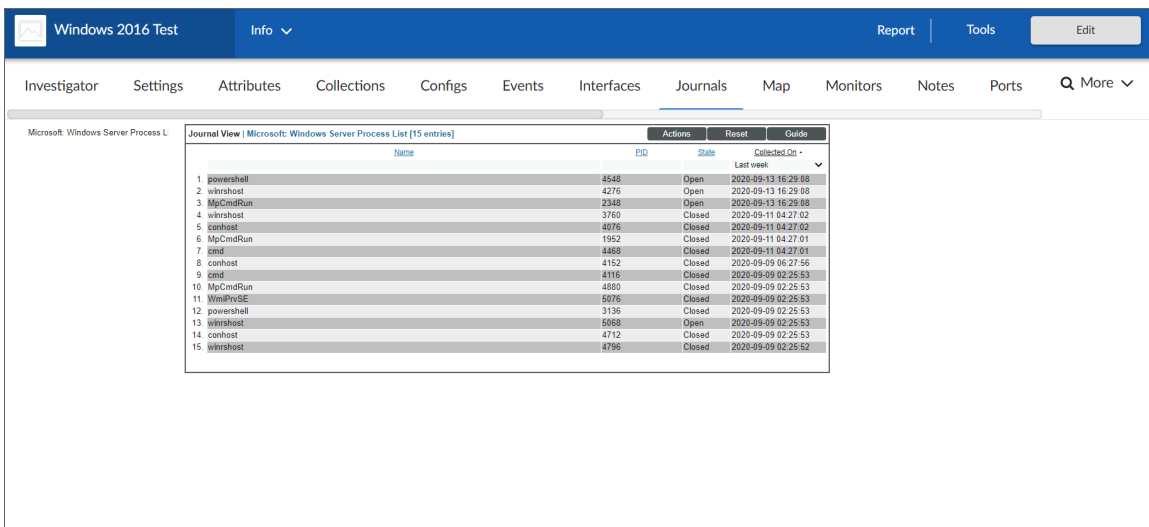 Windows 2016 Test Info Report Tools Edit
Investigator Settings Attributes Collections Configs Events Interfaces Journals Map Monitors Notes Ports More
Microsoft: Windows Server Process L
Journal View | Microsoft: Windows Server Process List [15 entries] Actions Reset Guide
Name PID State Collected On
Last week
1. powershell 4548 Open 2020-09-13 16:29:08
2. winrshost 4276 Open 2020-09-13 16:29:08
3. MpCmdRun 2348 Open 2020-09-13 16:29:08
4. winrshost 3760 Closed 2020-09-11 04:27:02
5. conhost 4076 Closed 2020-09-11 04:27:02
6. MpCmdRun 1952 Closed 2020-09-11 04:27:01
7. cmd 4468 Closed 2020-09-11 04:27:01
8. conhost 4152 Closed 2020-09-09 06:27:56
9. cmd 4116 Closed 2020-09-09 02:25:53
10. MpCmdRun 4880 Closed 2020-09-09 02:25:53
11. WmiPrvSE 5076 Closed 2020-09-09 02:25:53
12. powershell 3136 Closed 2020-09-09 02:25:53
13. winrshost 5068 Open 2020-09-09 02:25:53
14. conhost 4712 Closed 2020-09-09 02:25:53
15. winrshost 4796 Closed 2020-09-09 02:25:52